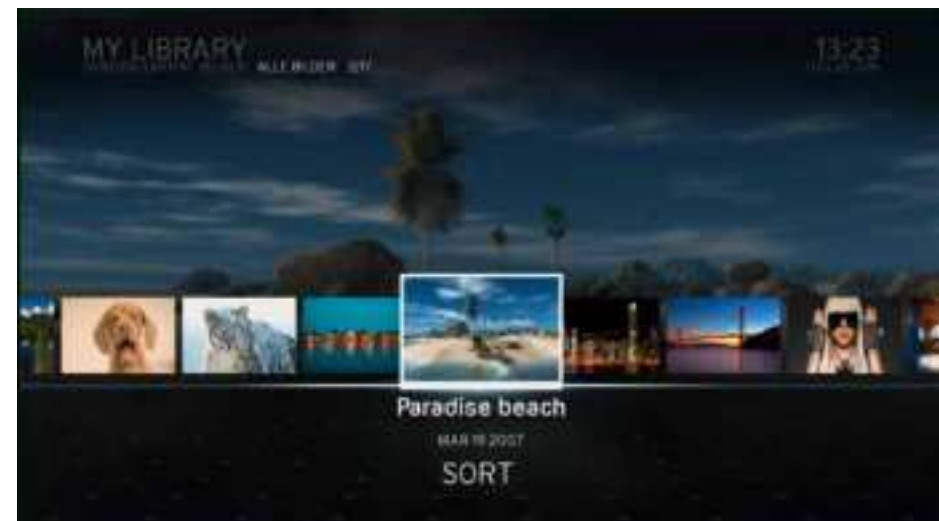 MY LIBRARY
13:23
ALLE BILDER
Paradise beach
MAR 19 2007
SORT